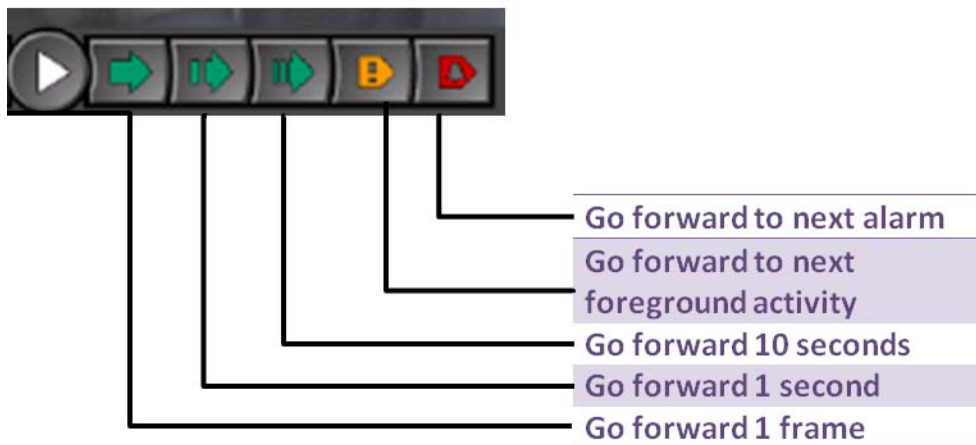 Go forward to next alarm
Go forward to next
foreground activity
Go forward 10 seconds
Go forward 1 second
Go forward 1 frame